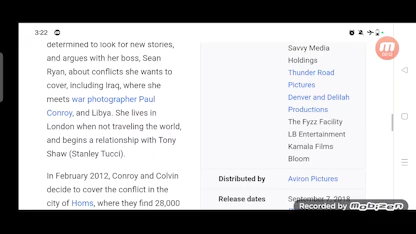 3:22
determined to look for new stories,
and argues with her boss, Sean
Ryan, about conflicts she wants to
cover, including Iraq, where she
meets war photographer Paul
Conroy, and Libya. She lives in
London when not traveling the world,
and begins a relationship with Tony
Shaw (Stanley Tucci).
In February 2012, Conroy and Colvin
decide to cover the conflict in the
city of Homs, where they find 28,000
Savvy Media
Holdings
Thunder Road
Pictures
Denver and Delilah
Productions
The Fyzz Facility
LB Entertainment
Kamala Films
Bloom
Distributed by Aviron Pictures
Release dates September 7, 2018
Recorded by Mobizen